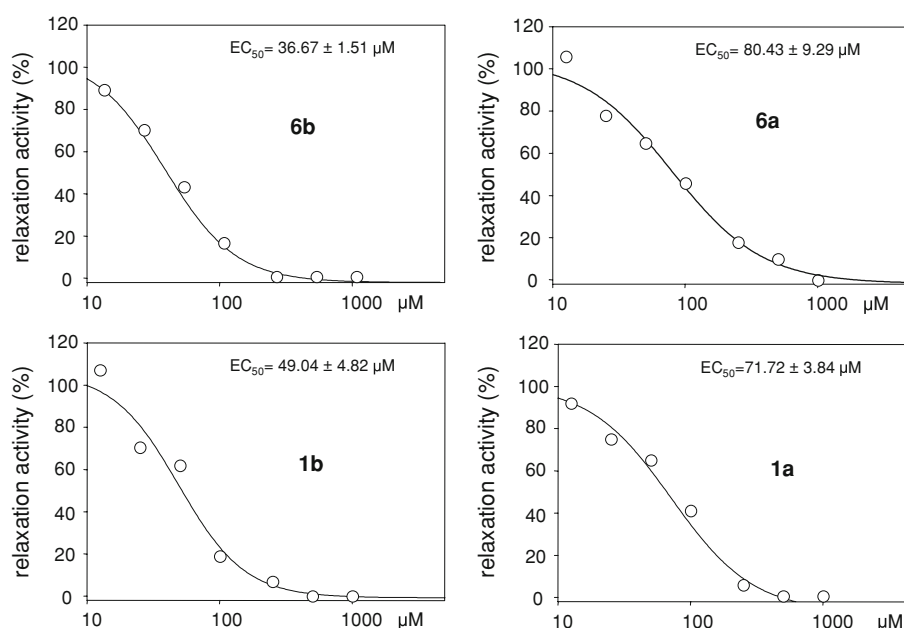 120
100
80
60
40
20
0
relaxation activity (%)
EC50= 36.67 ± 1.51 µM
6b
10 100 1000 µM
120
100
80
60
40
20
0
relaxation activity (%)
EC50= 80.43 ± 9.29 µM
6a
10 100 1000 µM
120
100
80
60
40
20
0
relaxation activity (%)
EC50= 49.04 ± 4.82 µM
1b
10 100 1000 µM
120
100
80
60
40
20
0
relaxation activity (%)
EC50=71.72 ± 3.84 µM
1a
10 100 1000 µM